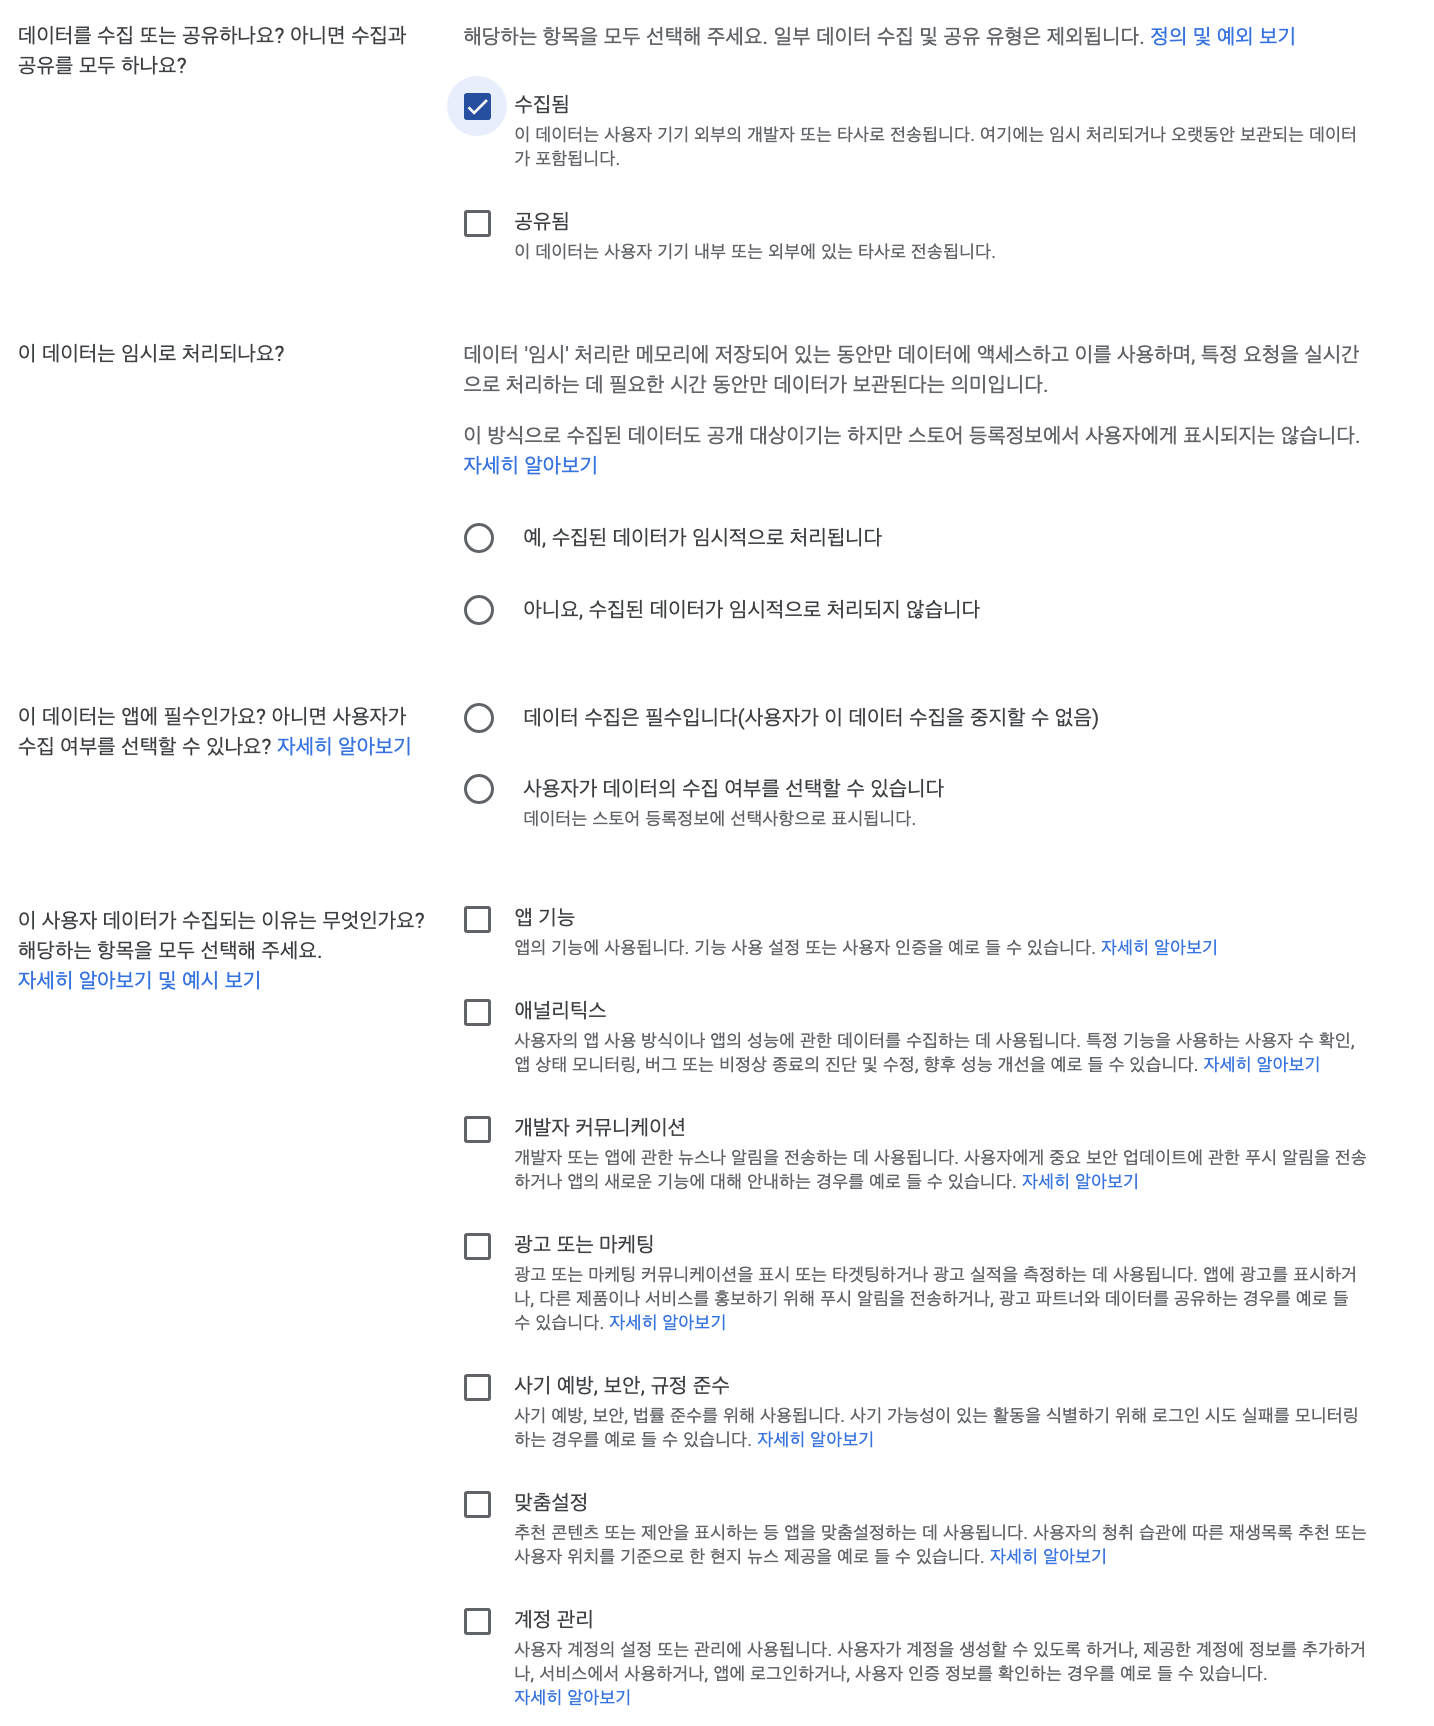 데이터를 수집 또는 공유하나요? 아니면 수집과
공유를 모두 하나요?
해당하는 항목을 모두 선택해 주세요. 일부 데이터 수집 및 공유 유형은 제외됩니다. 정의 및 예외 보기
수집됨
이 데이터는 사용자 기기 외부의 개발자 또는 타사로 전송됩니다. 여기에는 임시 처리되거나 오랫동안 보관되는 데이터
가 포함됩니다.
공유됨
이 데이터는 사용자 기기 내부 또는 외부에 있는 타사로 전송됩니다.
이 데이터는 임시로 처리되나요?
데이터 '임시' 처리란 메모리에 저장되어 있는 동안만 데이터에 액세스하고 이를 사용하며, 특정 요청을 실시간
으로 처리하는 데 필요한 시간 동안만 데이터가 보관된다는 의미입니다.
이 방식으로 수집된 데이터도 공개 대상이기는 하지만 스토어 등록정보에서 사용자에게 표시되지는 않습니다.
자세히 알아보기
예, 수집된 데이터가 임시적으로 처리됩니다
아니요, 수집된 데이터가 임시적으로 처리되지 않습니다
이 데이터는 앱에 필수인가요? 아니면 사용자가
수집 여부를 선택할 수 있나요? 자세히 알아보기
데이터 수집은 필수입니다(사용자가 이 데이터 수집을 중지할 수 없음)
사용자가 데이터의 수집 여부를 선택할 수 있습니다
데이터는 스토어 등록정보에 선택사항으로 표시됩니다.
이 사용자 데이터가 수집되는 이유는 무엇인가요?
해당하는 항목을 모두 선택해 주세요.
자세히 알아보기 및 예시 보기
앱 기능
앱의 기능에 사용됩니다. 기능 사용 설정 또는 사용자 인증을 예로 들 수 있습니다. 자세히 알아보기
애널리틱스
사용자의 앱 사용 방식이나 앱의 성능에 관한 데이터를 수집하는 데 사용됩니다. 특정 기능을 사용하는 사용자 수 확인,
앱 상태 모니터링, 버그 또는 비정상 종료의 진단 및 수정, 향후 성능 개선을 예로 들 수 있습니다. 자세히 알아보기
개발자 커뮤니케이션
개발자 또는 앱에 관한 뉴스나 알림을 전송하는 데 사용됩니다. 사용자에게 중요 보안 업데이트에 관한 푸시 알림을 전송
하거나 앱의 새로운 기능에 대해 안내하는 경우를 예로 들 수 있습니다. 자세히 알아보기
광고 또는 마케팅
광고 또는 마케팅 커뮤니케이션을 표시 또는 타겟팅하거나 광고 실적을 측정하는 데 사용됩니다. 앱에 광고를 표시하거
나, 다른 제품이나 서비스를 홍보하기 위해 푸시 알림을 전송하거나, 광고 파트너와 데이터를 공유하는 경우를 예로 들
수 있습니다. 자세히 알아보기
사기 예방, 보안, 규정 준수
사기 예방, 보안, 법률 준수를 위해 사용됩니다. 사기 가능성이 있는 활동을 식별하기 위해 로그인 시도 실패를 모니터링
하는 경우를 예로 들 수 있습니다. 자세히 알아보기
맞춤설정
추천 콘텐츠 또는 제안을 표시하는 등 앱을 맞춤설정하는 데 사용됩니다. 사용자의 청취 습관에 따른 재생목록 추천 또는
사용자 위치를 기준으로 한 현지 뉴스 제공을 예로 들 수 있습니다. 자세히 알아보기
계정 관리
사용자 계정의 설정 또는 관리에 사용됩니다. 사용자가 계정을 생성할 수 있도록 하거나, 제공한 계정에 정보를 추가하거
나, 서비스에서 사용하거나, 앱에 로그인하거나, 사용자 인증 정보를 확인하는 경우를 예로 들 수 있습니다.
자세히 알아보기